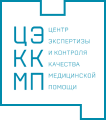 ЦЭ
КК
МП
ЦЕНТР
ЭКСПЕРТИЗЫ
И КОНТРОЛЯ
КАЧЕСТВА
МЕДИЦИНСКОЙ
ПОМОЩИ